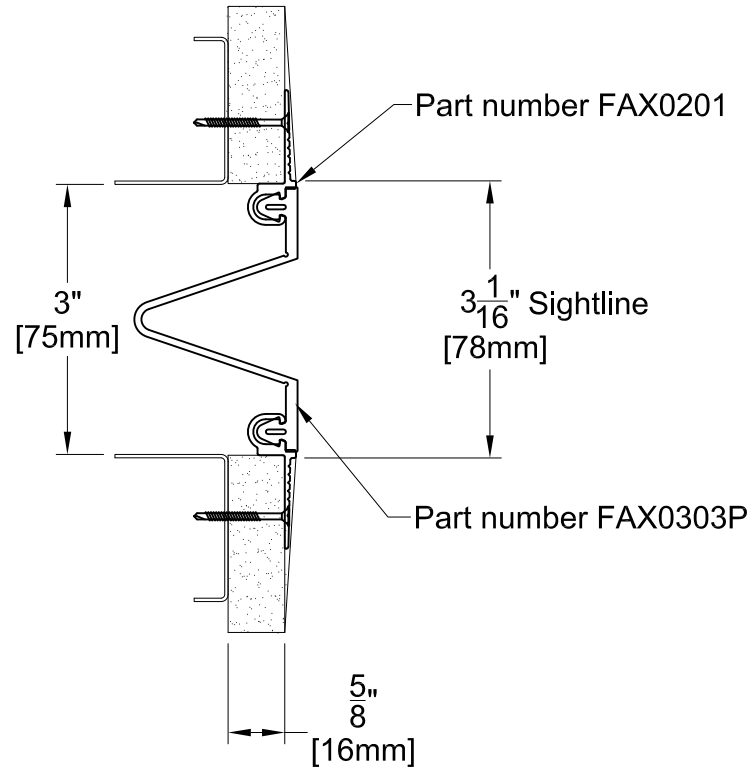 Part number FAX0201
3"
[75mm]
3 1/16" Sightline
[78mm]
Part number FAX0303P
5/8"
[16mm]